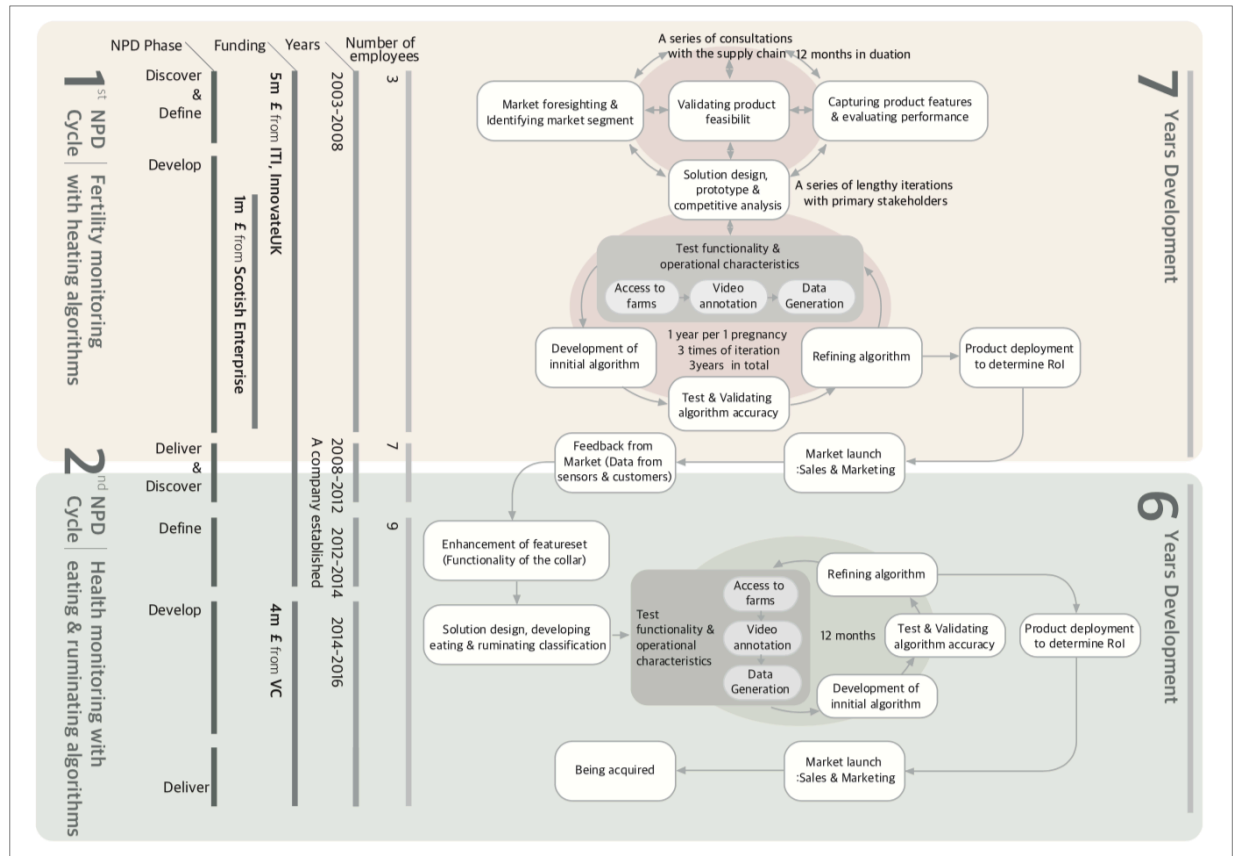 NPD Phase
Funding
Years
Number of
employees
1st NPD
Cycle
Fertility monitoring
with heating algorithms
Discover
&
Define
Develop
5m £ from ITI, InnovateUK
1m £ from Scotish Enterprise
2003-2008
3
A series of consultations
with the supply chain
12 months in duation
Market foresighting &
Identifying market segment
Validating product
feasibilit
Capturing product features
& evaluating performance
Solution design,
prototype &
competitive analysis
A series of lengthy iterations
with primary stakeholders
Test functionality &
operational characteristics
Access to
farms
Video
annotation
Data
Generation
1 year per 1 pregnancy
3 times of iteration
3years in total
Development of
innitial algorithm
Refining algorithm
Product deployment
to determine RoI
Test & Validating
algorithm accuracy
7
Years Development
Deliver
&
Discover
2008-2012
A company established
7
Feedback from
Market (Data from
sensors & customers)
Market launch
:Sales & Marketing
2nd NPD
Cycle
Health monitoring with
eating & ruminating algorithms
Define
Develop
Deliver
2012-2014
2014-2016
9
4m £ from VC
Enhancement of featureset
(Functionality of the collar)
Solution design, developing
eating & ruminating classification
Test
functionality &
operational
characteristics
Access to
farms
Video
annotation
Data
Generation
12 months
Refining algorithm
Test & Validating
algorithm accuracy
Development of
innitial algorithm
Product deployment
to determine RoI
Being acquired
Market launch
:Sales & Marketing
6
Years Development